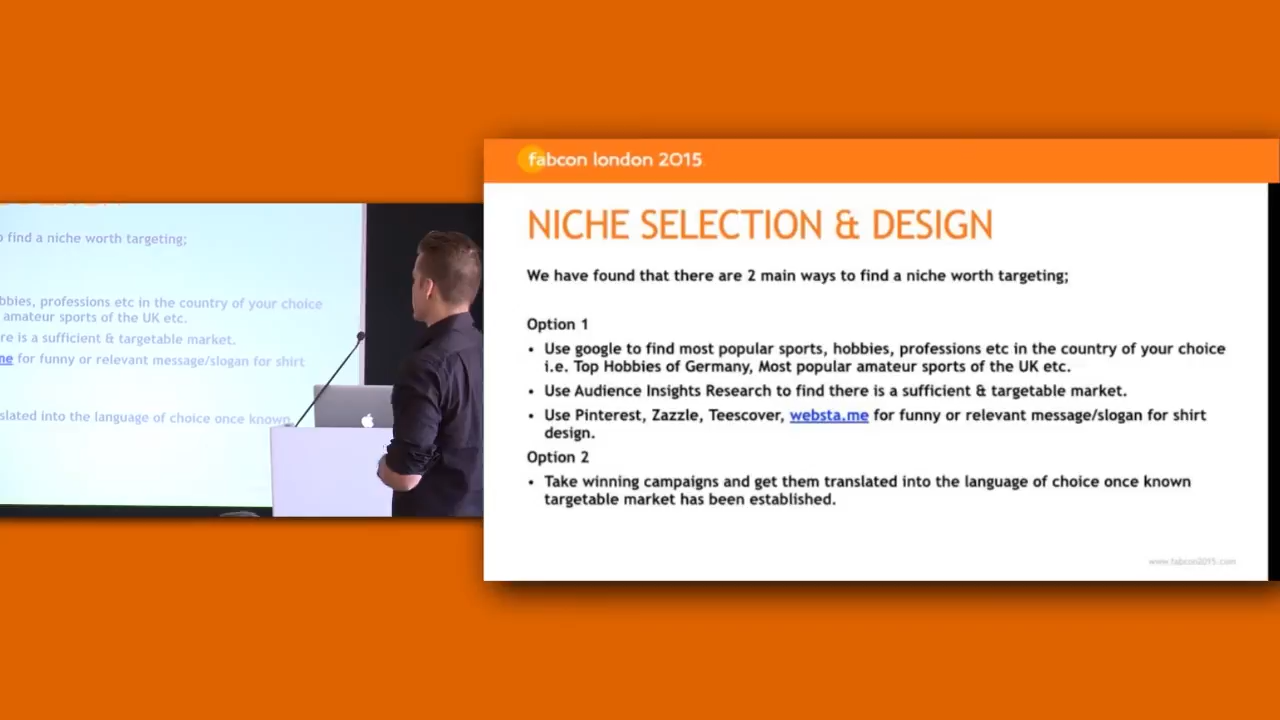 fabcon london 2015
NICHE SELECTION & DESIGN
We have found that there are 2 main ways to find a niche worth targeting;
Option 1
• Use google to find most popular sports, hobbies, professions etc in the country of your choice
i.e. Top Hobbies of Germany, Most popular amateur sports of the UK etc.
• Use Audience Insights Research to find there is a sufficient & targetable market.
• Use Pinterest, Zazzle, Teescover, websta.me for funny or relevant message/slogan for shirt
design.
Option 2
• Take winning campaigns and get them translated into the language of choice once known
targetable market has been established.
www.fabcon2015.com
to find a niche worth targeting;
bbies, professions etc in the country of your choice
amateur sports of the UK etc.
re is a sufficient & targetable market.
me for funny or relevant message/slogan for shirt
slated into the language of choice once known